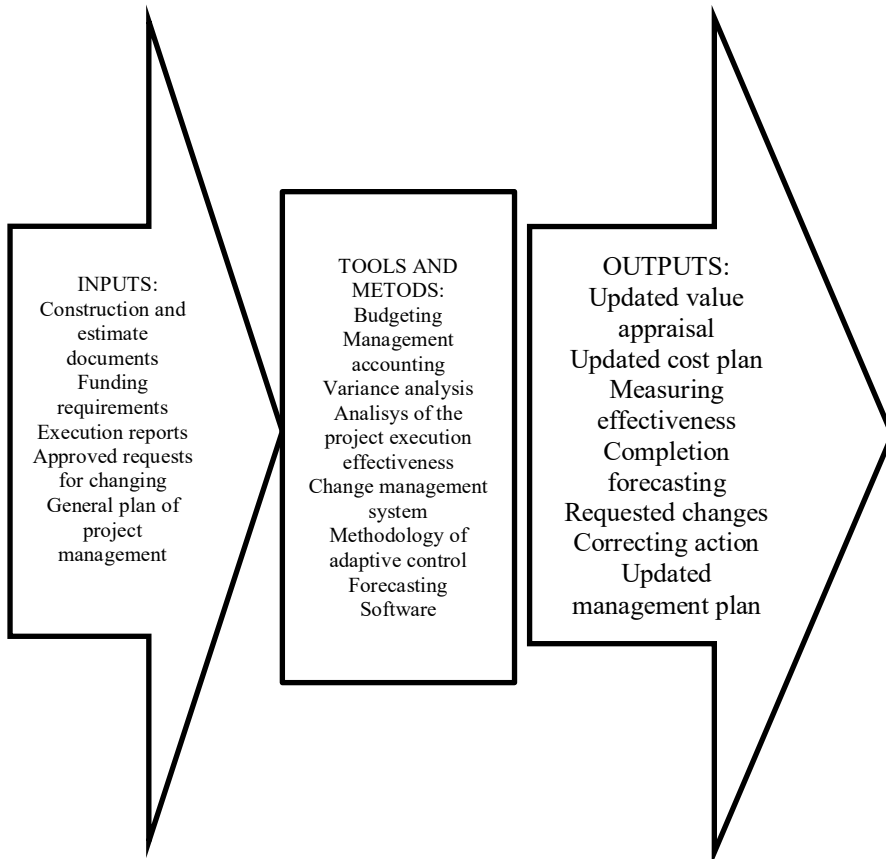 INPUTS:
Construction and
estimate
documents
Funding
requirements
Execution reports
Approved requests
for changing
General plan of
project
management
TOOLS AND
METODS:
Budgeting
Management
accounting
Variance analysis
Analisys of the
project execution
effectiveness
Change management
system
Methodology of
adaptive control
Forecasting
Software
OUTPUTS:
Updated value
appraisal
Updated cost plan
Measuring
effectiveness
Completion
forecasting
Requested changes
Correcting action
Updated
management plan